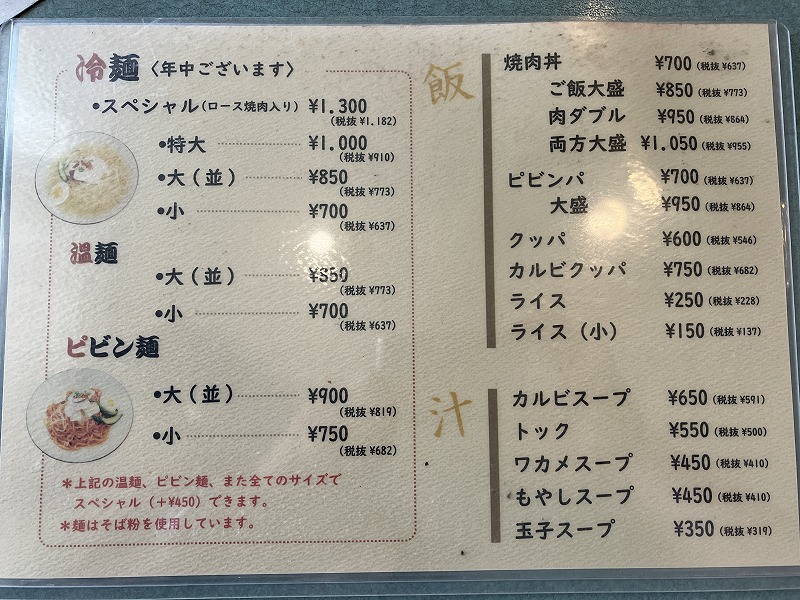 冷麺〈年中ございます〉
•スペシャル(ロース焼肉入り) ¥1.300
(税抜 ¥1.182)
•特大 ¥1.000
(税抜 ¥910)
•大(並) ¥850
(税抜 ¥773)
•小 ¥700
(税抜 ¥637)
温麺
•大(並) ¥850
(税抜 ¥773)
•小 ¥700
(税抜 ¥637)
ピビン麺
•大(並) ¥900
(税抜 ¥819)
•小 ¥750
(税抜 ¥682)
*上記の温麺、ピビン麺、また全てのサイズで
スペシャル(+¥450)できます。
*麺はそば粉を使用しています。
飯
焼肉丼 ¥700(税抜 ¥637)
ご飯大盛 ¥850(税抜 ¥773)
肉ダブル ¥950(税抜 ¥864)
両方大盛 ¥1.050(税抜 ¥955)
ピビンパ ¥700(税抜 ¥637)
大盛 ¥950(税抜 ¥864)
クッパ ¥600(税抜 ¥546)
カルビクッパ ¥750(税抜 ¥682)
ライス ¥250(税抜 ¥228)
ライス(小) ¥150(税抜 ¥137)
汁
カルビスープ ¥650(税抜 ¥591)
トック ¥550(税抜 ¥500)
ワカメスープ ¥450(税抜 ¥410)
もやしスープ ¥450(税抜 ¥410)
玉子スープ ¥350(税抜 ¥319)